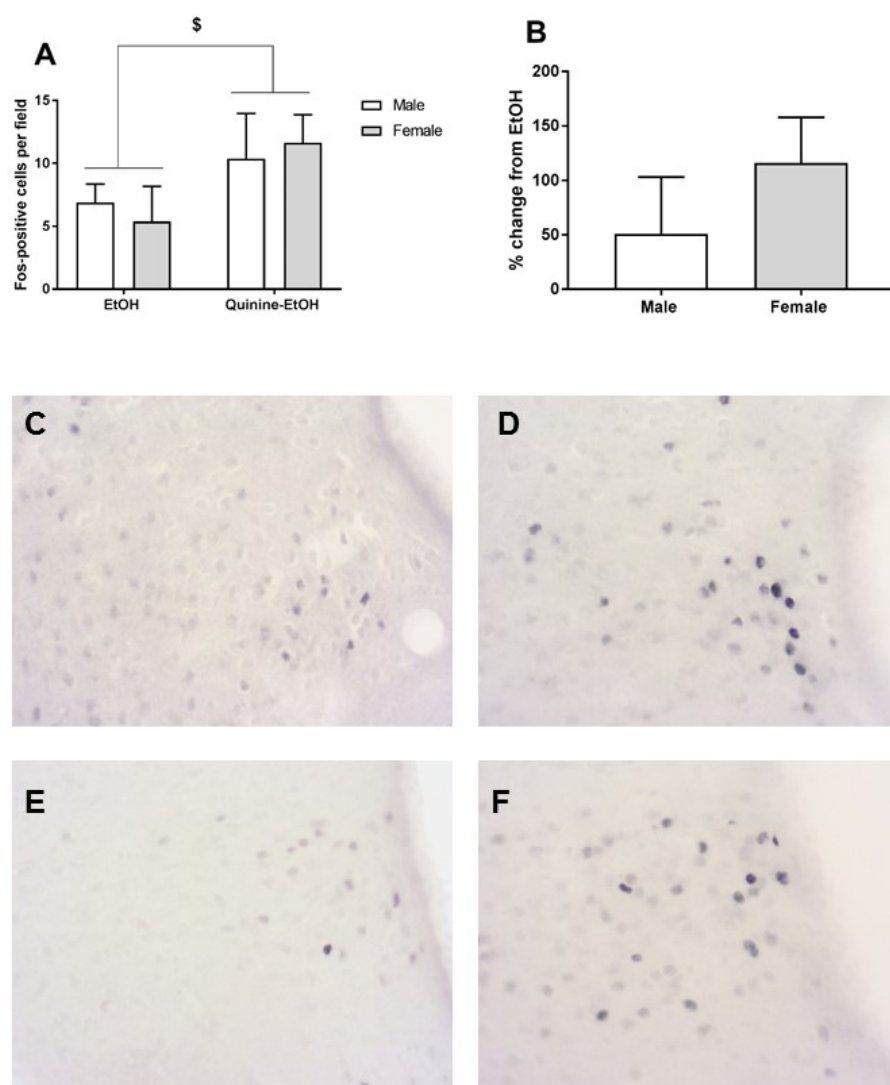 A
$
Fos-positive cells per field
15
10
5
0
EtOH
Quinine-EtOH
Male
Female
B
% change from EtOH
200
150
100
50
0
Male
Female
C
D
E
F